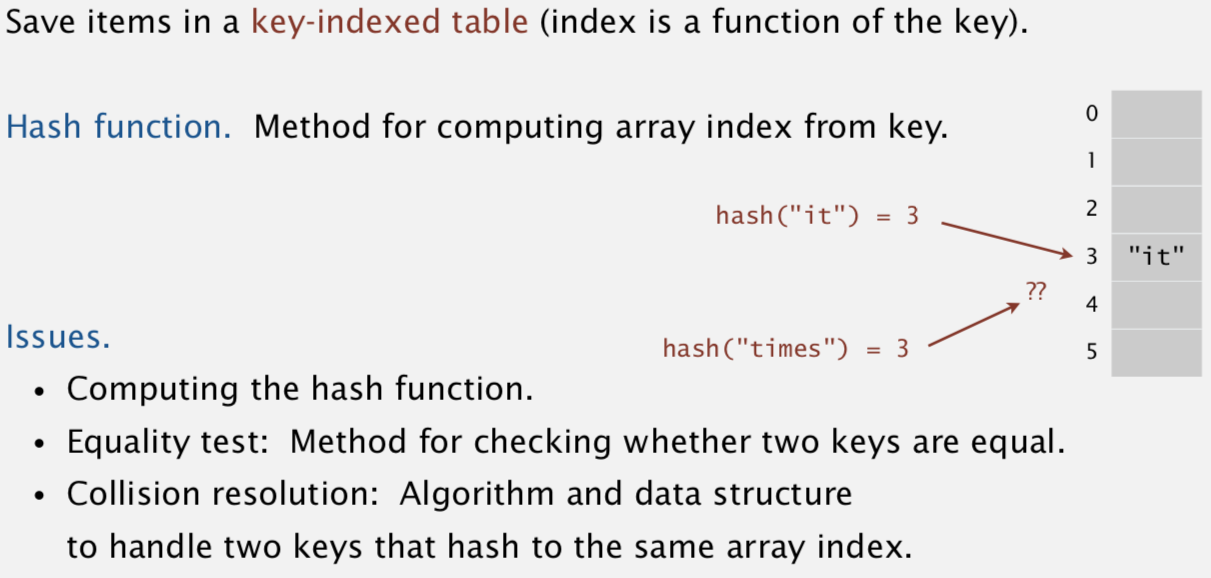 Save items in a key-indexed table (index is a function of the key).
Hash function. Method for computing array index from key.
hash("it") = 3
0
1
2
3 "it"
??
4
5
hash("times") = 3
Issues.
• Computing the hash function.
• Equality test: Method for checking whether two keys are equal.
• Collision resolution: Algorithm and data structure
to handle two keys that hash to the same array index.